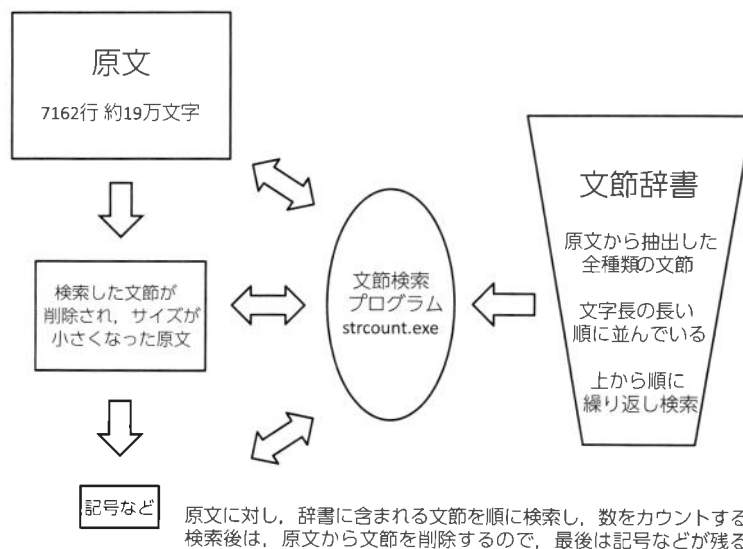 原文
7162行 約19万文字
検索した文節が
削除され，サイズが
小さくなった原文
記号など
文節検索
プログラム
strcount.exe
文節辞書
原文から抽出した
全種類の文節
文字長の長い
順に並んでいる
上から順に
繰り返し検索
原文に対し，辞書に含まれる文節を順に検索し，数をカウントする
検索後は，原文から文節を削除するので，最後は記号などが残る